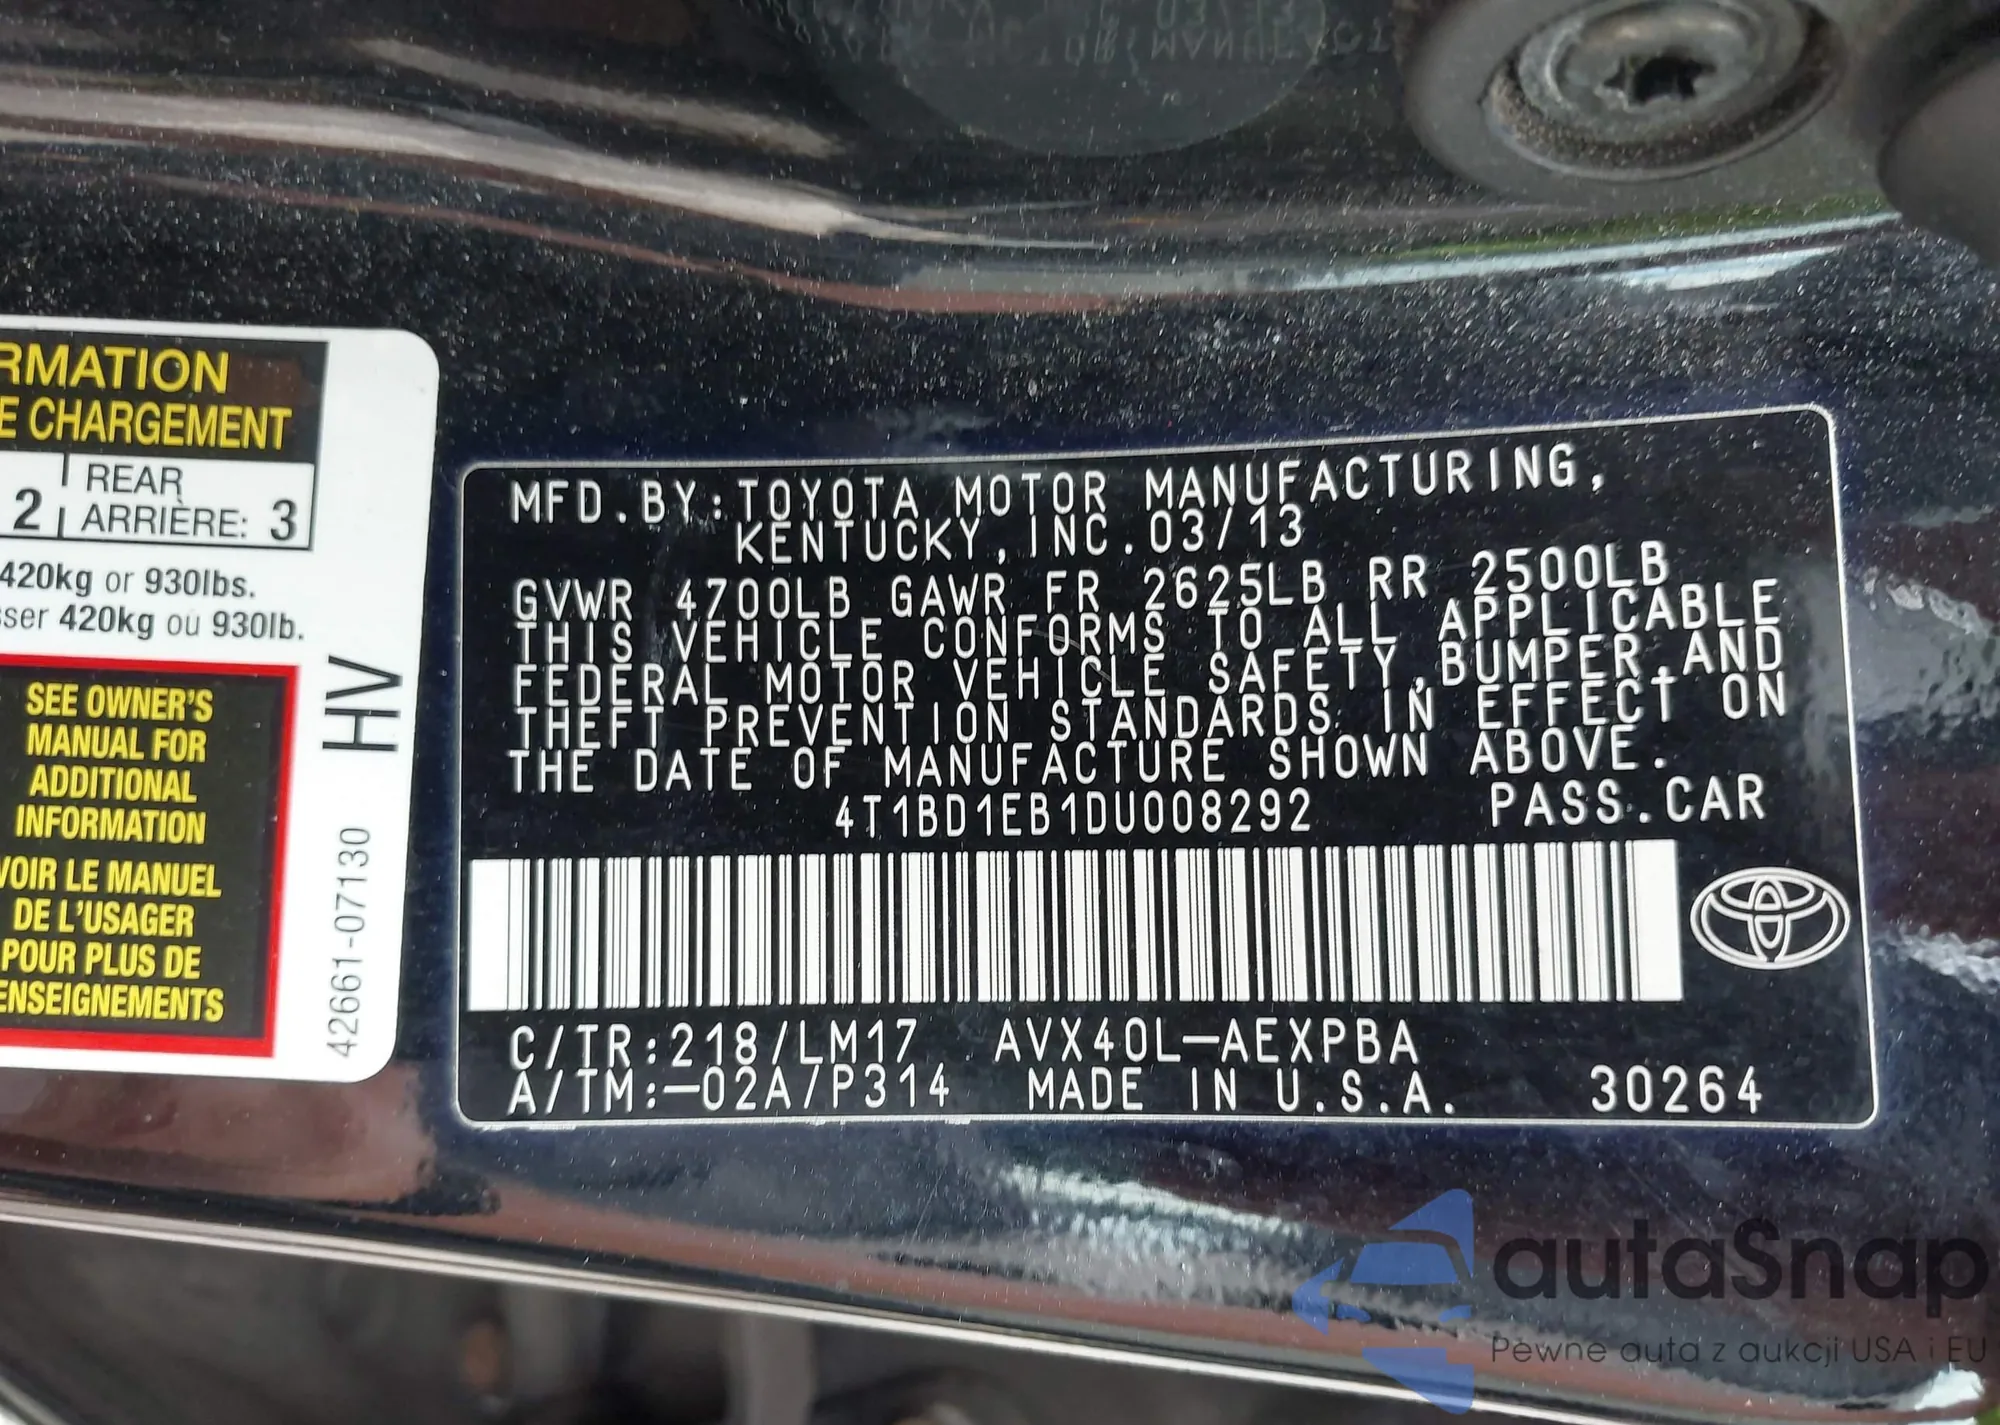 RMATION
E CHARGEMENT
2 REAR
ARRIÈRE: 3
420kg or 930lbs.
sser 420kg ou 930lb.
SEE OWNER'S
MANUAL FOR
ADDITIONAL
INFORMATION
VOIR LE MANUEL
DE L'USAGER
POUR PLUS DE
ENSEIGNEMENTS
HV
42661-07130
MFD.BY:TOYOTA MOTOR MANUFACTURING,
KENTUCKY,INC.03/13
GVWR 4700LB GAWR FR 2625LB RR 2500LB
THIS VEHICLE CONFORMS TO ALL APPLICABLE
FEDERAL MOTOR VEHICLE SAFETY,BUMPER,AND
THEFT PREVENTION STANDARDS IN EFFECT ON
THE DATE OF MANUFACTURE SHOWN ABOVE.
4T1BD1EB1DU008292 PASS.CAR
C/TR:218/LM17 AVX40L-AEXPBA
A/TM:-02A/P314 MADE IN U.S.A. 30264
autaSnap
Pewne auta z aukcji USA i EU